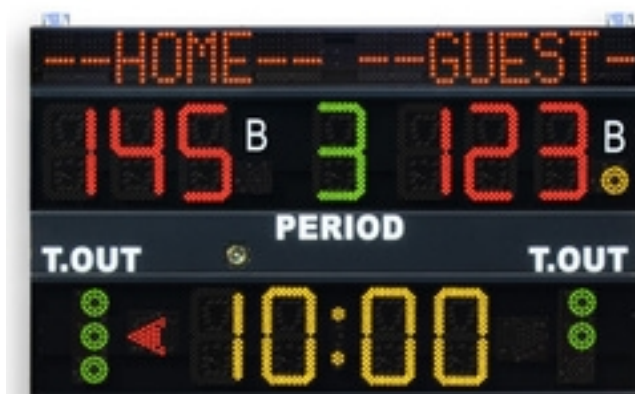 --HOME-- --GUEST-
145 B 3 123 B
PERIOD
T.OUT T.OUT
10:00